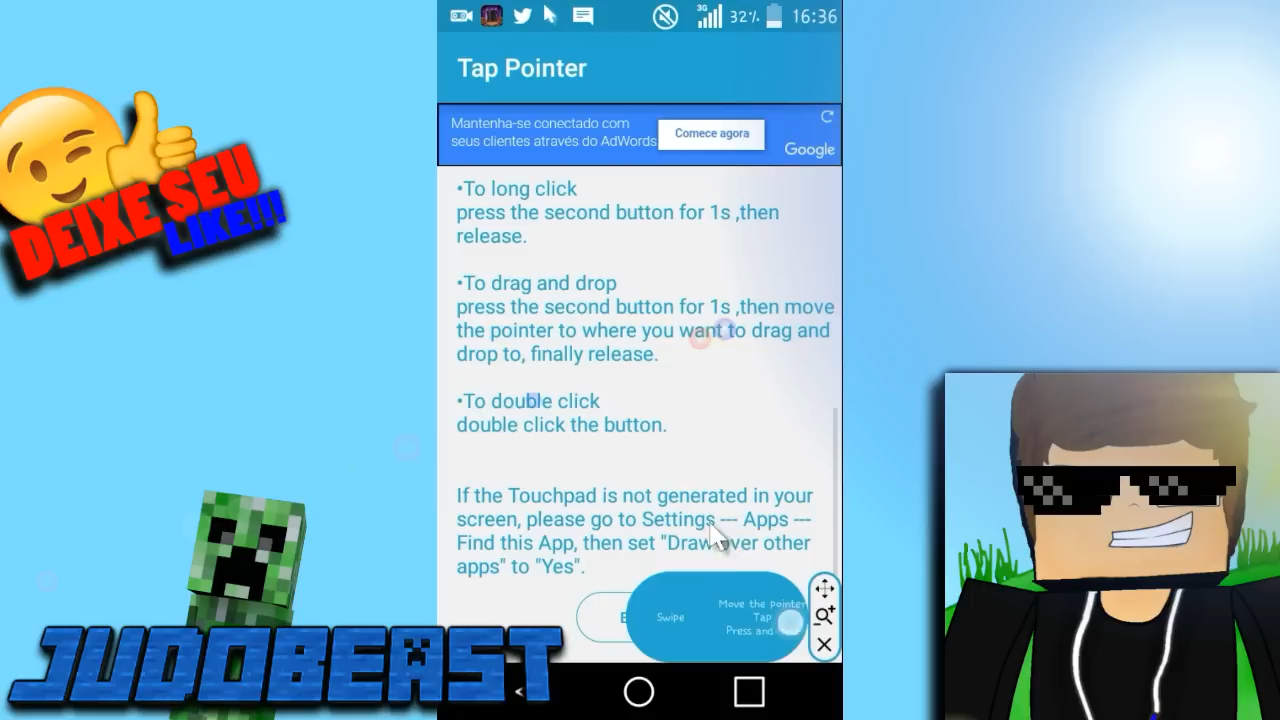 3G 32% 16:36
Tap Pointer
Mantenha-se conectado com
seus clientes através do AdWords
Comece agora
Google
•To long click
press the second button for 1s ,then
release.
•To drag and drop
press the second button for 1s ,then move
the pointer to where you want to drag and
drop to, finally release.
•To double click
double click the button.
If the Touchpad is not generated in your
screen, please go to Settings --- Apps ---
Find this App, then set "Draw over other
apps" to "Yes".
Swipe
Move the pointer
Tap
Press and
DEIXE SEU
LIKE!!!
JUDOBEAST